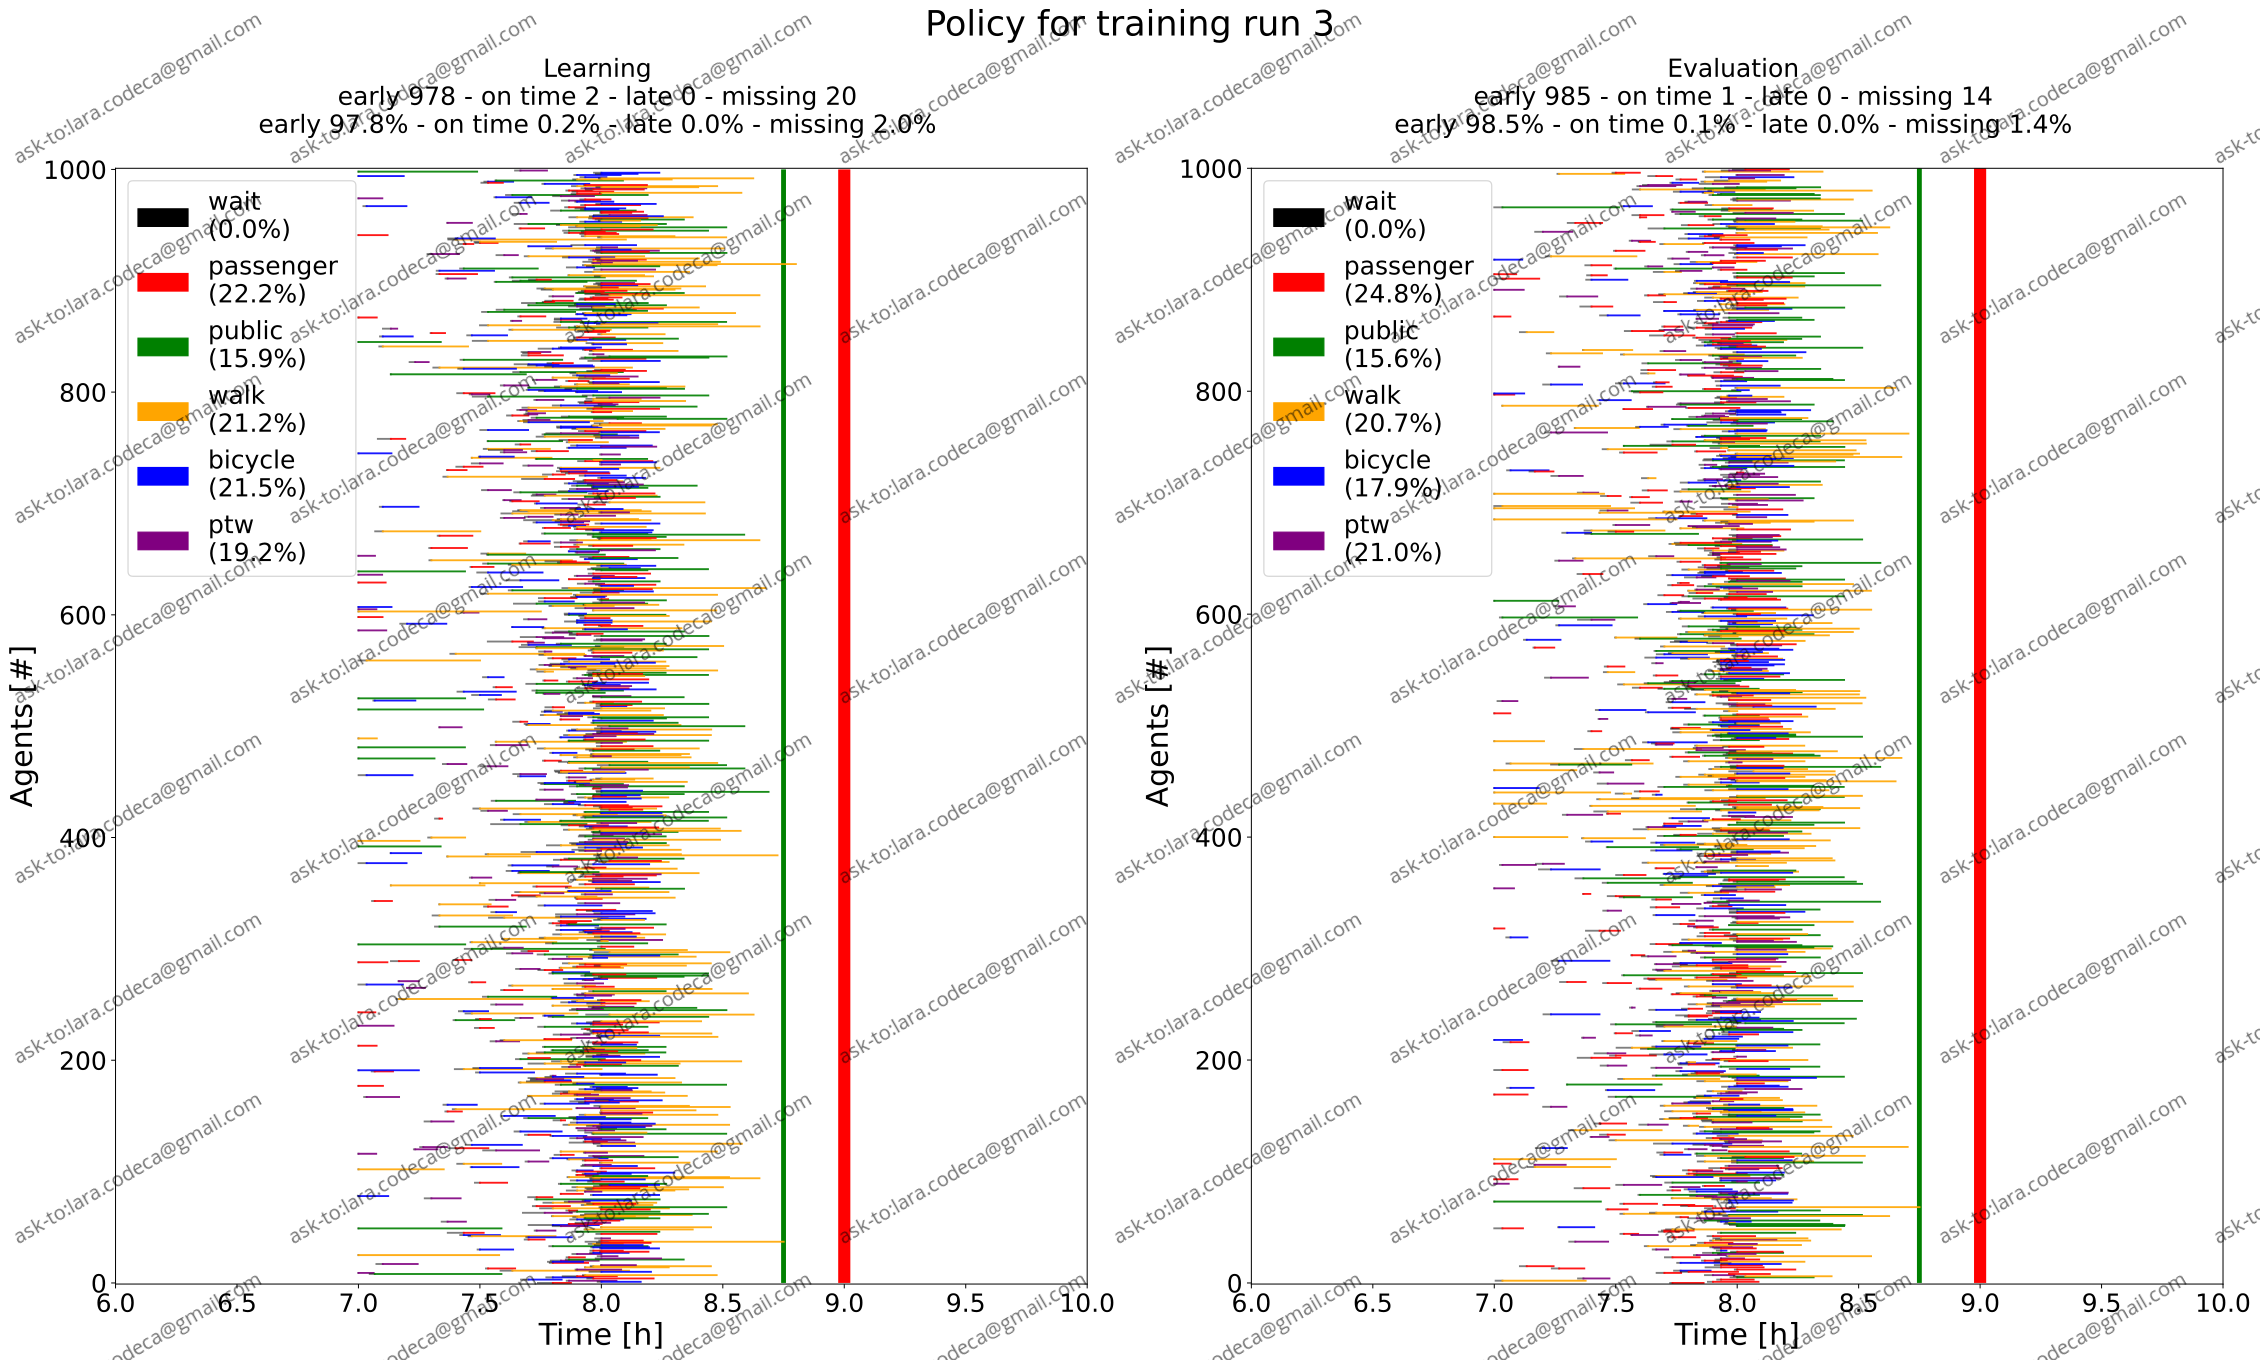 Policy for training run 3
Learning
early 978 - on time 2 - late 0 - missing 20
early 97.8% - on time 0.2% - late 0.0% - missing 2.0%
wait
(0.0%)
passenger
(22.2%)
public
(15.9%)
walk
(21.2%)
bicycle
(21.5%)
ptw
(19.2%)
Agents [#]
1000
800
600
400
200
0
6.0 6.5 7.0 7.5 8.0 8.5 9.0 9.5 10.0
Time [h]
Evaluation
early 985 - on time 1 - late 0 - missing 14
early 98.5% - on time 0.1% - late 0.0% - missing 1.4%
wait
(0.0%)
passenger
(24.8%)
public
(15.6%)
walk
(20.7%)
bicycle
(17.9%)
ptw
(21.0%)
Agents [#]
1000
800
600
400
200
0
6.0 6.5 7.0 7.5 8.0 8.5 9.0 9.5 10.0
Time [h]
ask-to:lara.codeca@gmail.com